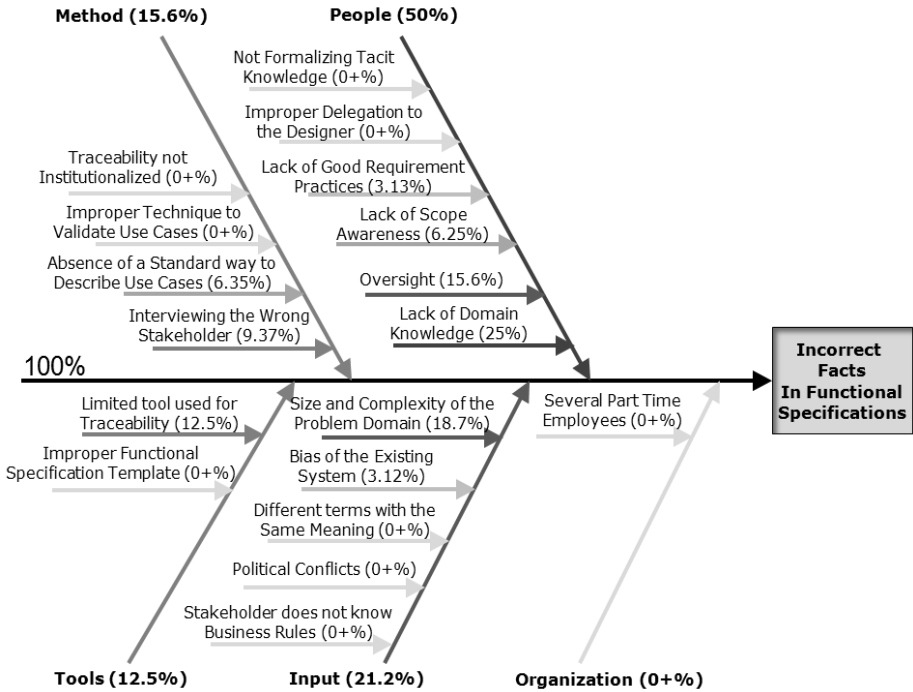 Method (15.6%)
People (50%)
Not Formalizing Tacit
Knowledge (0+%)
Improper Delegation to
the Designer (0+%)
Traceability not
Institutionalized (0+%)
Lack of Good Requirement
Practices (3.13%)
Improper Technique to
Validate Use Cases (0+%)
Lack of Scope
Awareness (6.25%)
Absence of a Standard way to
Describe Use Cases (6.35%)
Oversight (15.6%)
Interviewing the Wrong
Stakeholder (9.37%)
Lack of Domain
Knowledge (25%)
100%
Incorrect
Facts
In Functional
Specifications
Limited tool used for
Traceability (12.5%)
Improper Functional
Specification Template (0+%)
Size and Complexity of the
Problem Domain (18.7%)
Bias of the Existing
System (3.12%)
Different terms with the
Same Meaning (0+%)
Political Conflicts (0+%)
Stakeholder does not know
Business Rules (0+%)
Several Part Time
Employees (0+%)
Tools (12.5%)
Input (21.2%)
Organization (0+%)